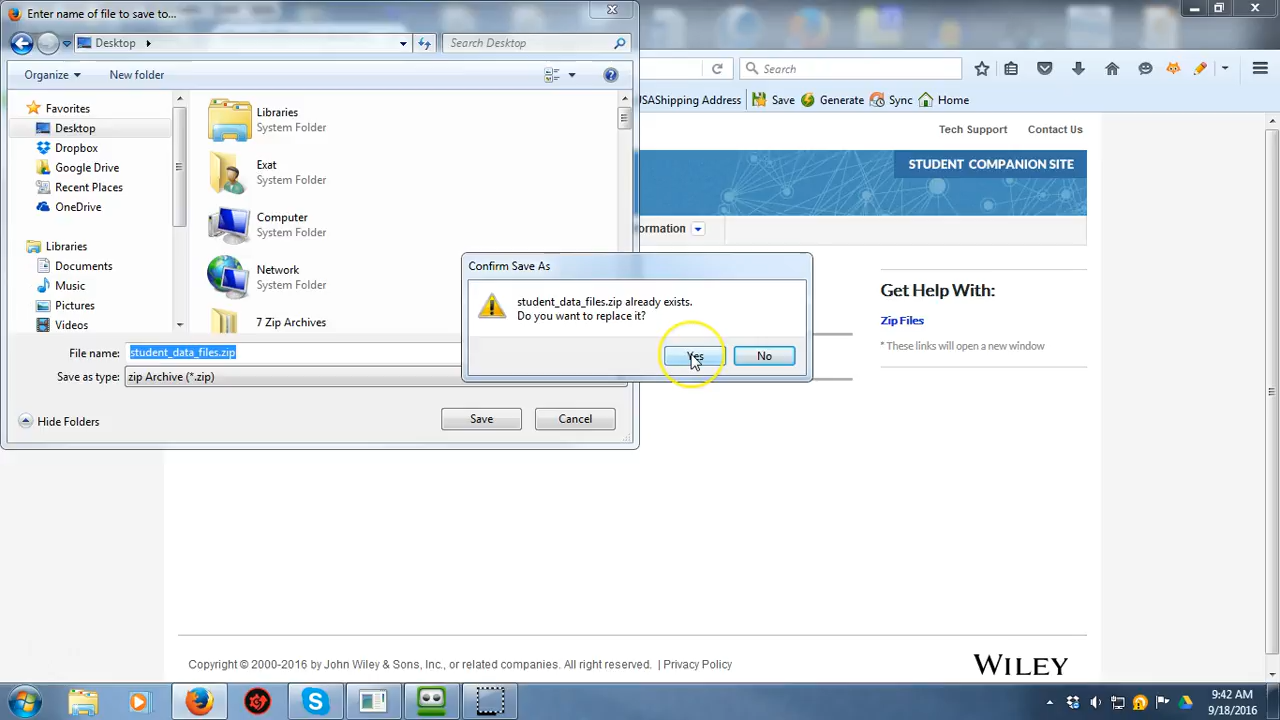 Enter name of file to save to...
Desktop
Search Desktop
Organize
New folder
Favorites
Desktop
Dropbox
Google Drive
Recent Places
OneDrive
Libraries
Documents
Music
Pictures
Videos
Libraries
System Folder
Exat
System Folder
Computer
System Folder
Network
System Folder
7 Zip Archives
File name:
student_data_files.zip
Save as type:
zip Archive (*.zip)
Hide Folders
Save
Cancel
Confirm Save As
student_data_files.zip already exists.
Do you want to replace it?
Yes
No
Search
USAShipping Address
Save
Generate
Sync
Home
Tech Support
Contact Us
STUDENT COMPANION SITE
ormation
Get Help With:
Zip Files
* These links will open a new window
Copyright © 2000-2016 by John Wiley & Sons, Inc., or related companies. All right reserved. | Privacy Policy
WILEY
9:42 AM
9/18/2016